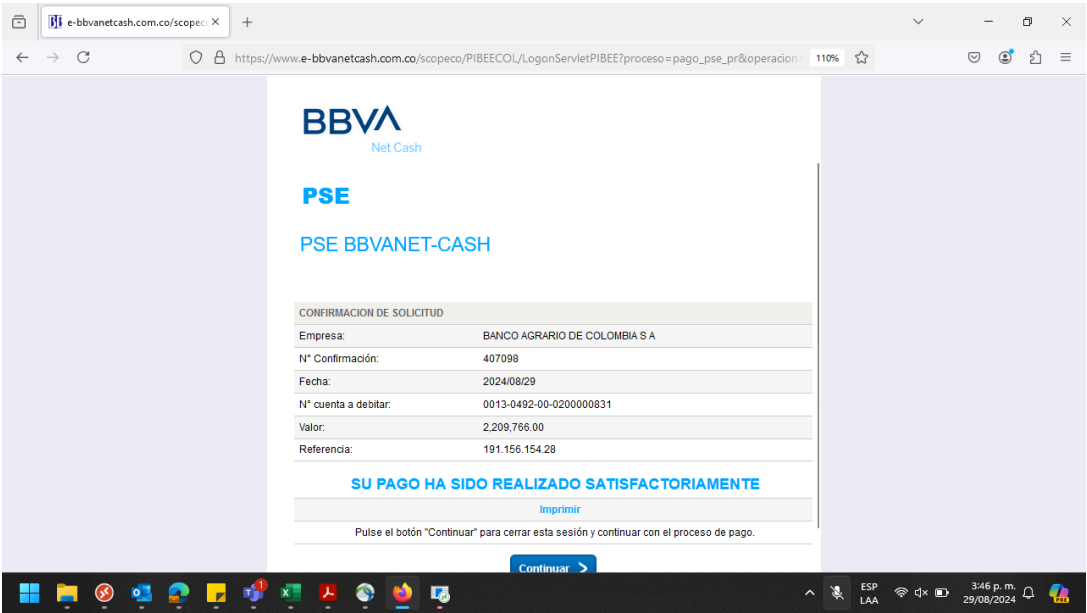 e-bbvanetcash.com.co/scopeco
https://www.e-bbvanetcash.com.co/scopeco/PIBEECOL/LogonServletPIBEE?proceso=pago_pse_pr&operacion= 110%
BBVA
Net Cash
PSE
PSE BBVANET-CASH
CONFIRMACION DE SOLICITUD
Empresa: BANCO AGRARIO DE COLOMBIA S A
N° Confirmación: 407098
Fecha: 2024/08/29
N° cuenta a debitar: 0013-0492-00-0200000831
Valor: 2,209,766.00
Referencia: 191.156.154.28
SU PAGO HA SIDO REALIZADO SATISFACTORIAMENTE
Imprimir
Pulse el botón "Continuar" para cerrar esta sesión y continuar con el proceso de pago.
Continuar
ESP
LAA
3:46 p. m.
29/08/2024
PRE